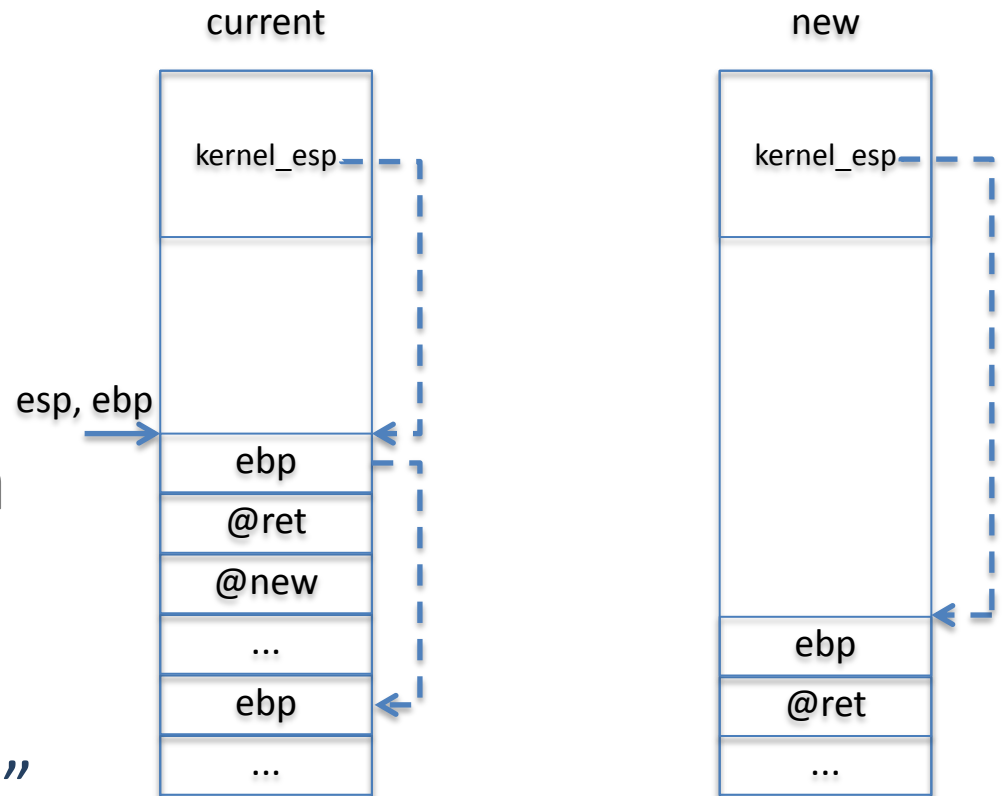 current
new
kernel_esp
kernel_esp
esp, ebp
ebp
@ret
@new
...
ebp
...
ebp
@ret
...
”